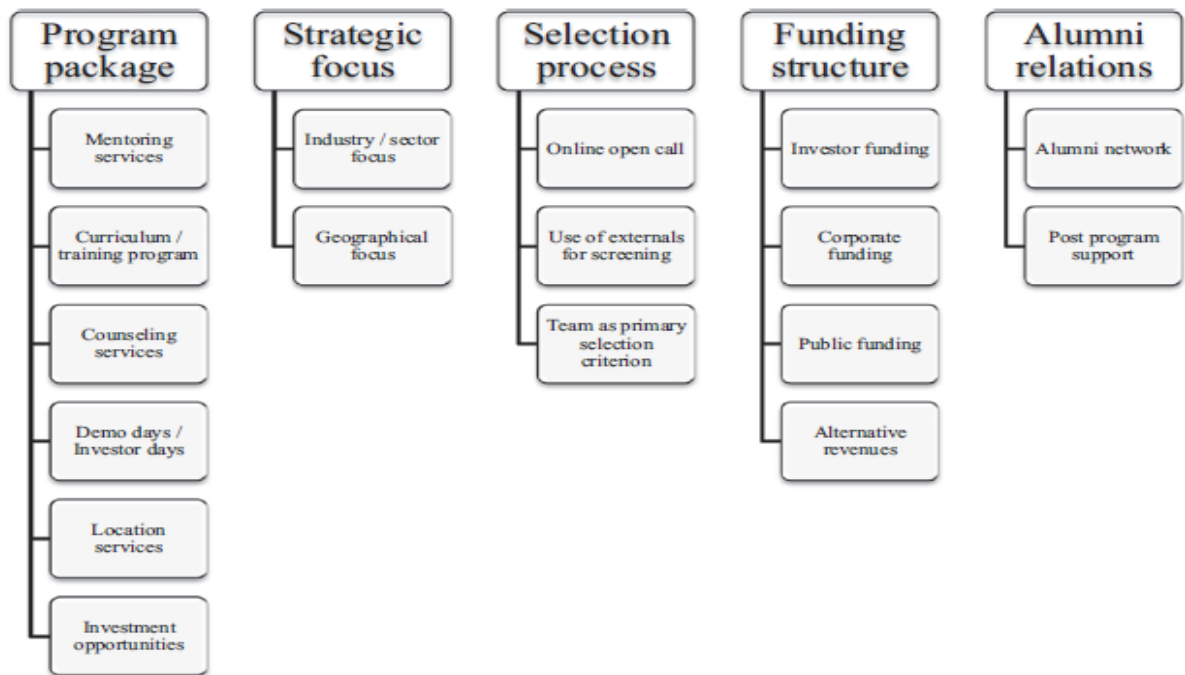 Program
package
Mentoring
services
Curriculum /
training program
Counseling
services
Demo days /
Investor days
Location
services
Investment
opportunities
Strategic
focus
Industry / sector
focus
Geographical
focus
Selection
process
Online open call
Use of externals
for screening
Team as primary
selection
criterion
Funding
structure
Investor funding
Corporate
funding
Public funding
Alternative
revenues
Alumni
relations
Alumni network
Post program
support